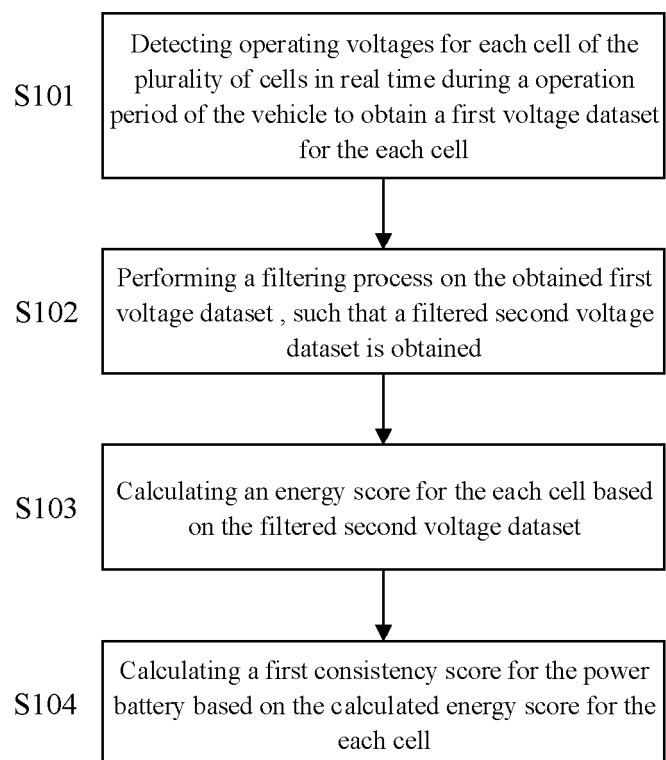 S101
Detecting operating voltages for each cell of the
plurality of cells in real time during a operation
period of the vehicle to obtain a first voltage dataset
for the each cell
S102
Performing a filtering process on the obtained first
voltage dataset , such that a filtered second voltage
dataset is obtained
S103
Calculating an energy score for the each cell based
on the filtered second voltage dataset
S104
Calculating a first consistency score for the power
battery based on the calculated energy score for the
each cell